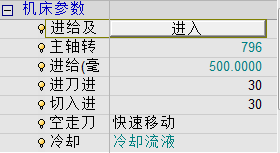 机床参数
进给及 进入
主轴转 796
进给(毫 500.0000
进刀进 30
切入进 30
空走刀 快速移动
冷却 冷却流液